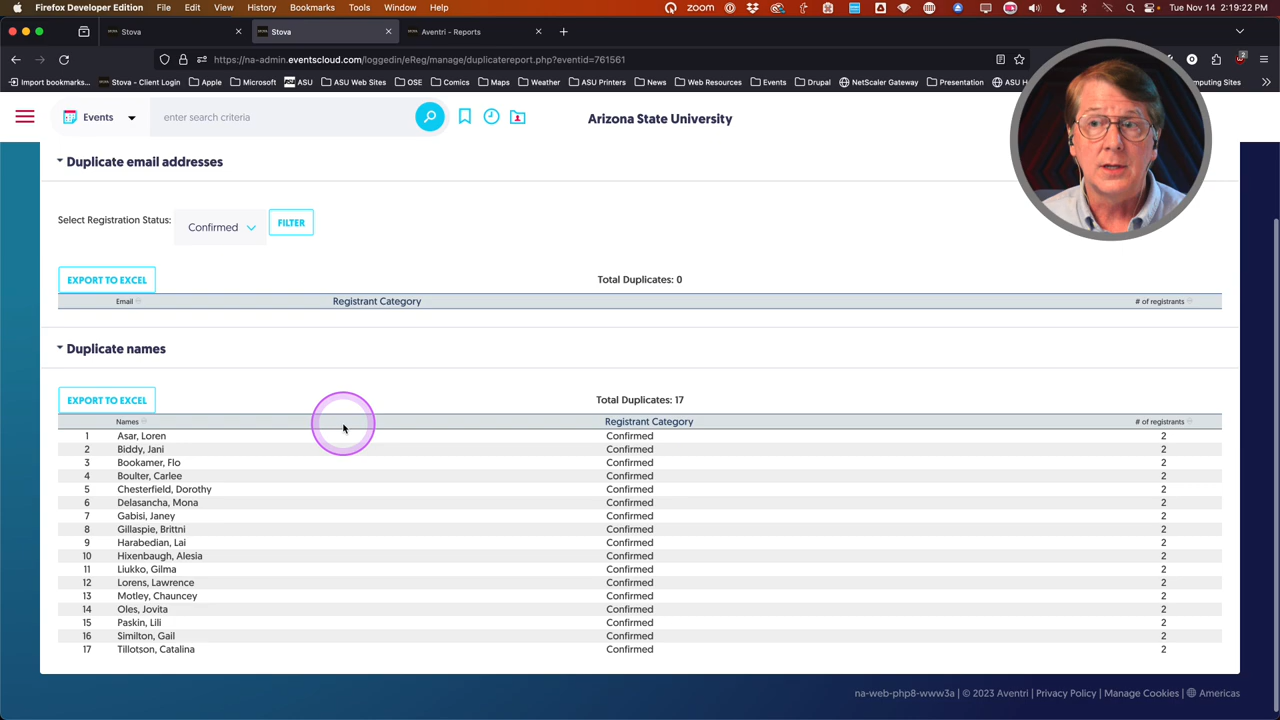 Firefox Developer Edition File Edit View History Bookmarks Tools Window Help zoom Tue Nov 14 2:19:22 PM
Stova Stova Aventri - Reports
https://na-admin.eventscloud.com/loggedin/eReg/manage/duplicatereport.php?eventid=761561
Import bookmarks... Stova - Client Login Apple Microsoft ASU ASU Web Sites OSE Comics Maps Weather ASU Printers News Web Resources Events Drupal NetScaler Gateway Presentation ASU
Events enter search criteria Arizona State University
Duplicate email addresses
Select Registration Status: Confirmed FILTER
EXPORT TO EXCEL Total Duplicates: 0
Email Registrant Category # of registrants
Duplicate names
EXPORT TO EXCEL Total Duplicates: 17
Names Registrant Category # of registrants
1 Asar, Loren Confirmed 2
2 Biddy, Jani Confirmed 2
3 Bookamer, Flo Confirmed 2
4 Boulter, Carlee Confirmed 2
5 Chesterfield, Dorothy Confirmed 2
6 Delasancha, Mona Confirmed 2
7 Gabisi, Janey Confirmed 2
8 Gillaspie, Brittni Confirmed 2
9 Harabedian, Lai Confirmed 2
10 Hixenbaugh, Alesia Confirmed 2
11 Liukko, Gilma Confirmed 2
12 Lorens, Lawrence Confirmed 2
13 Motley, Chauncey Confirmed 2
14 Oles, Jovita Confirmed 2
15 Paskin, Lili Confirmed 2
16 Similton, Gail Confirmed 2
17 Tillotson, Catalina Confirmed 2
na-web-php8-www3a | © 2023 Aventri | Privacy Policy | Manage Cookies | Americas